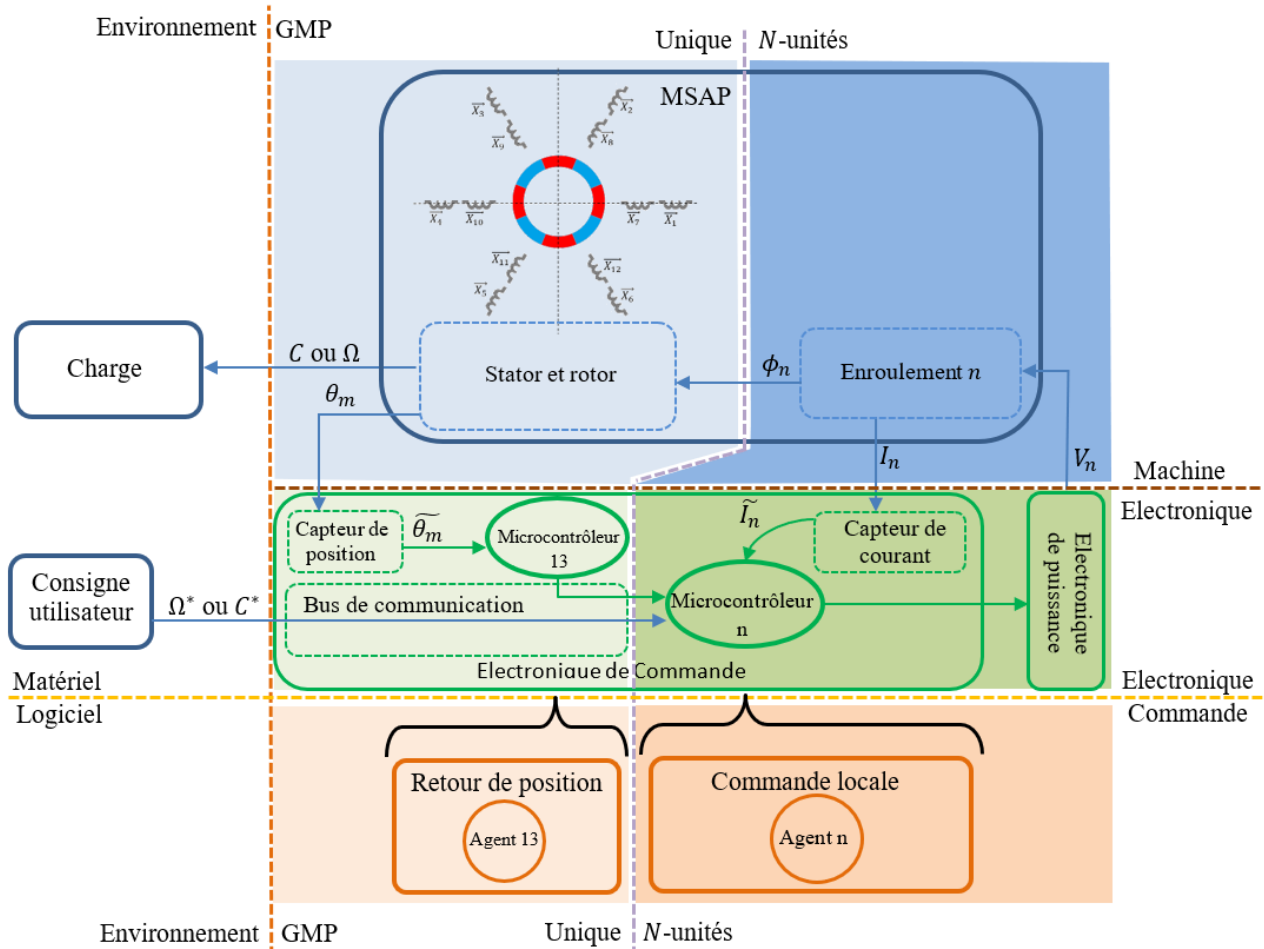 Environnement GMP
Unique N-unités
MSAP
X₃ X₂
X₉ X₈
X₄ X₁₀ X₇ X₁
X₁₁ X₁₂
X₅ X₆
Charge
C ou Ω
θₘ
Stator et rotor
ϕₙ
Enroulement n
Iₙ
Vₙ
Machine
Electronique
Capteur de
position
θₘ~
Microcontrôleur
13
Iₙ~
Capteur de
courant
Electronique
de puissance
Consigne
utilisateur
Ω* ou C*
Bus de communication
Microcontrôleur
n
Electronique de Commande
Matériel
Electronique
Logiciel
Commande
Retour de position
Agent 13
Commande locale
Agent n
Environnement GMP
Unique N-unités